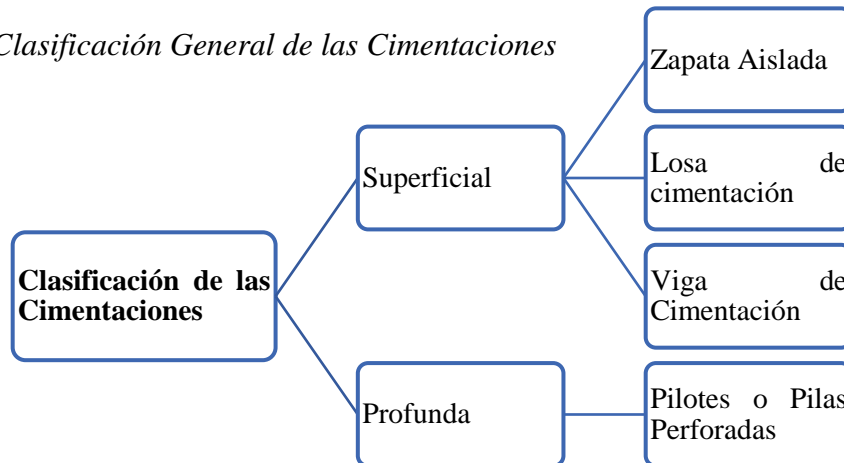 Clasificación General de las Cimentaciones
Zapata Aislada
Superficial
Losa de
cimentación
Clasificación de las
Cimentaciones
Viga de
Cimentación
Profunda
Pilotes o Pilas
Perforadas